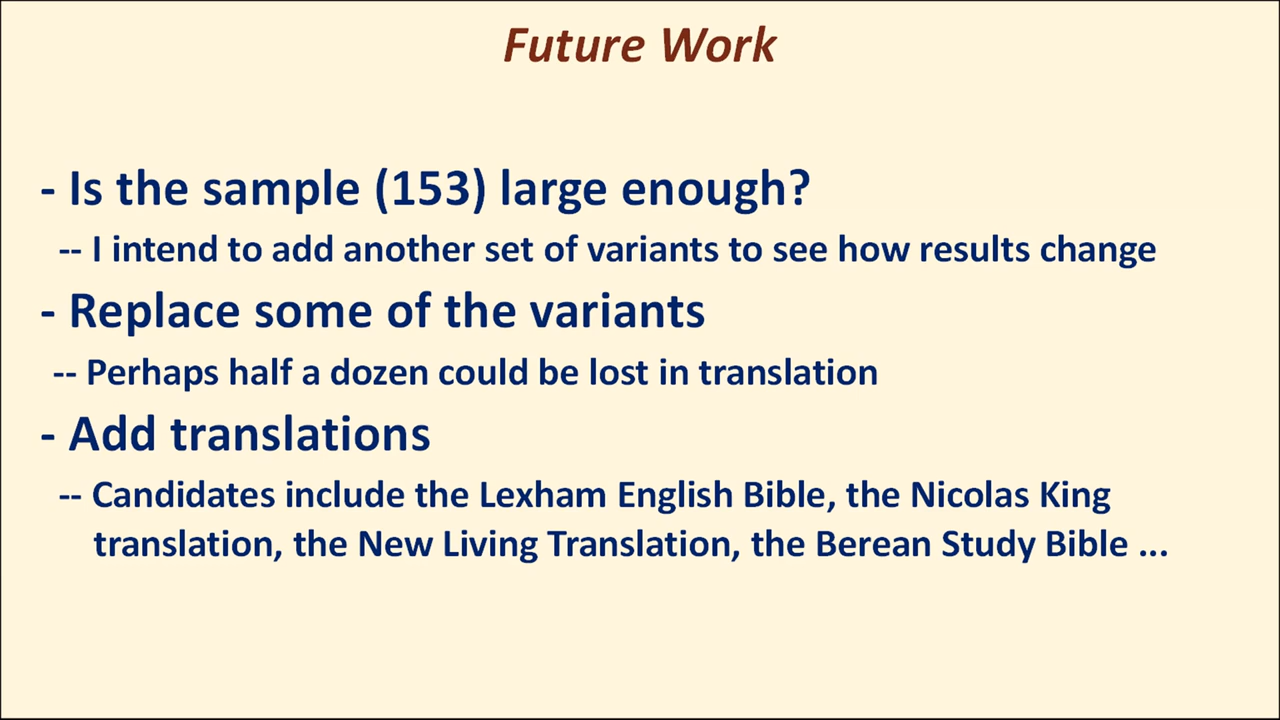 Future Work
- Is the sample (153) large enough?
-- I intend to add another set of variants to see how results change
- Replace some of the variants
-- Perhaps half a dozen could be lost in translation
- Add translations
-- Candidates include the Lexham English Bible, the Nicolas King
translation, the New Living Translation, the Berean Study Bible ...